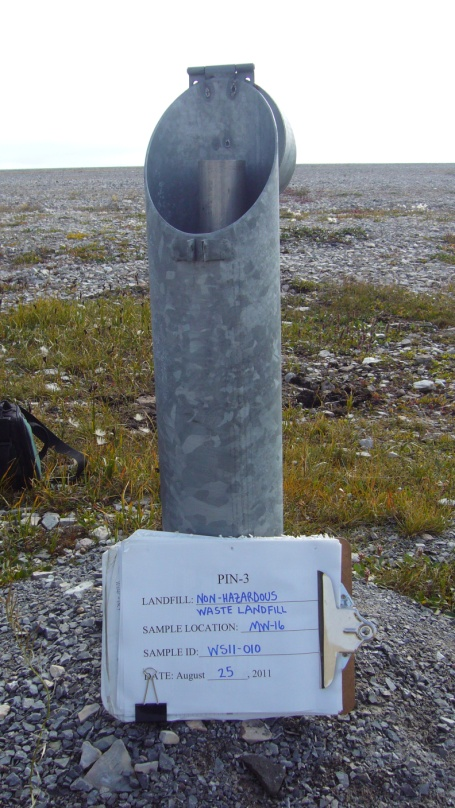 PIN-3
LANDFILL: NON-HAZARDOUS
WASTE LANDFILL
SAMPLE LOCATION: MW-16
SAMPLE ID: WS11-010
DATE: August 25, 2011